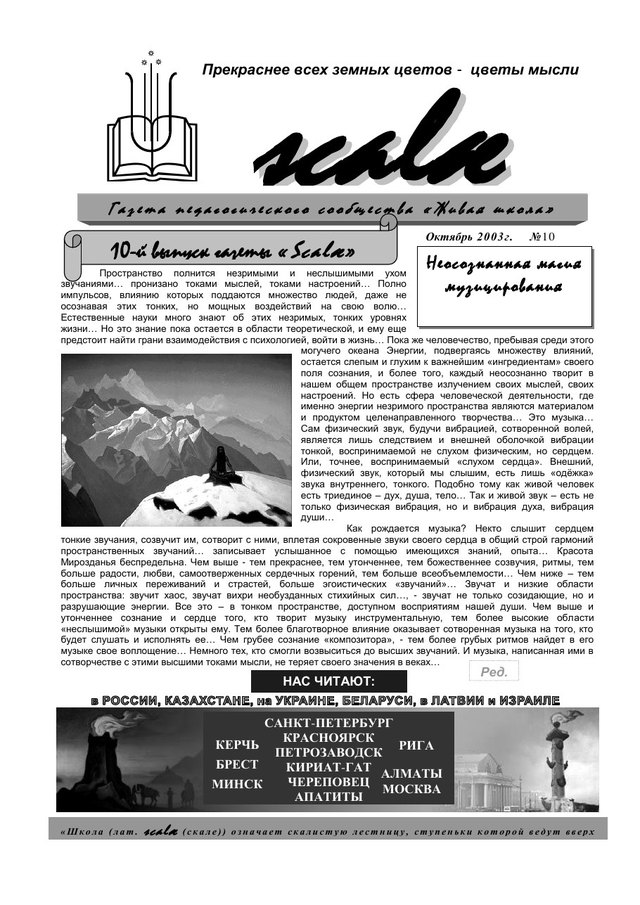 Прекраснее всех земных цветов - цветы мысли
scalæ
Газета педагогического сообщества «Живая школа»
Октябрь 2003г. №10
10-й выпуск газеты «Scalæ»
Неосознанная магия
музицирования
Пространство полнится незримыми и неслышимыми ухом
звучаниями… пронизано токами мыслей, токами настроений… Полно
импульсов, влиянию которых поддаются множество людей, даже не
осознавая этих тонких, но мощных воздействий на свою волю…
Естественные науки много знают об этих незримых, тонких уровнях
жизни… Но это знание пока остается в области теоретической, и ему еще
предстоит найти грани взаимодействия с психологией, войти в жизнь… Пока же человечество, пребывая среди этого
могучего океана Энергии, подвергаясь множеству влияний,
остается слепым и глухим к важнейшим «ингредиентам» своего
поля сознания, и более того, каждый неосознанно творит в
нашем общем пространстве излучением своих мыслей, своих
настроений. Но есть сфера человеческой деятельности, где
именно энергии незримого пространства являются материалом
и продуктом целенаправленного творчества… Это музыка…
Сам физический звук, будучи вибрацией, сотворенной волей,
является лишь следствием и внешней оболочкой вибрации
тонкой, воспринимаемой не слухом физическим, но сердцем.
Или, точнее, воспринимаемый «слухом сердца». Внешний,
физический звук, который мы слышим, есть лишь «одёжка»
звука внутреннего, тонкого. Подобно тому как живой человек
есть триединое – дух, душа, тело… Так и живой звук – есть не
только физическая вибрация, но и вибрация духа, вибрация
души…
Как рождается музыка? Некто слышит сердцем
тонкие звучания, созвучит им, сотворит с ними, вплетая сокровенные звуки своего сердца в общий строй гармоний
пространственных звучаний… записывает услышанное с помощью имеющихся знаний, опыта… Красота
Мирозданья беспредельна. Чем выше - тем прекраснее, тем утонченнее, тем божественнее созвучия, ритмы, тем
больше радости, любви, самоотверженных сердечных горений, тем больше всеобъемлемости… Чем ниже – тем
больше личных переживаний и страстей, больше эгоистических «звучаний»… Звучат и низкие области
пространства: звучит хаос, звучат вихри необузданных стихийных сил…, - звучат не только созидающие, но и
разрушающие энергии. Все это – в тонком пространстве, доступном восприятиям нашей души. Чем выше и
утонченнее сознание и сердце того, кто творит музыку инструментальную, тем более высокие области
«неслышимой» музыки открыты ему. Тем более благотворное влияние оказывает сотворенная музыка на того, кто
будет слушать и исполнять ее… Чем грубее сознание «композитора», - тем более грубых ритмов найдет в его
музыке свое воплощение… Немного тех, кто смогли возвыситься до высших звучаний. И музыка, написанная ими в
сотворчестве с этими высшими токами мысли, не теряет своего значения в веках…
Ред.
НАС ЧИТАЮТ:
в РОССИИ, КАЗАХСТАНЕ, на УКРАИНЕ, БЕЛАРУСИ, в ЛАТВИИ и ИЗРАИЛЕ
САНКТ-ПЕТЕРБУРГ
КРАСНОЯРСК
КЕРЧЬ
ПЕТРОЗАВОДСК
РИГА
БРЕСТ
КИРИАТ-ГАТ
АЛМАТЫ
МИНСК
ЧЕРЕПОВЕЦ
МОСКВА
АПАТИТЫ
«Школа (лат. scalæ (скале)) означает скалистую лестницу, ступеньки которой ведут вверх